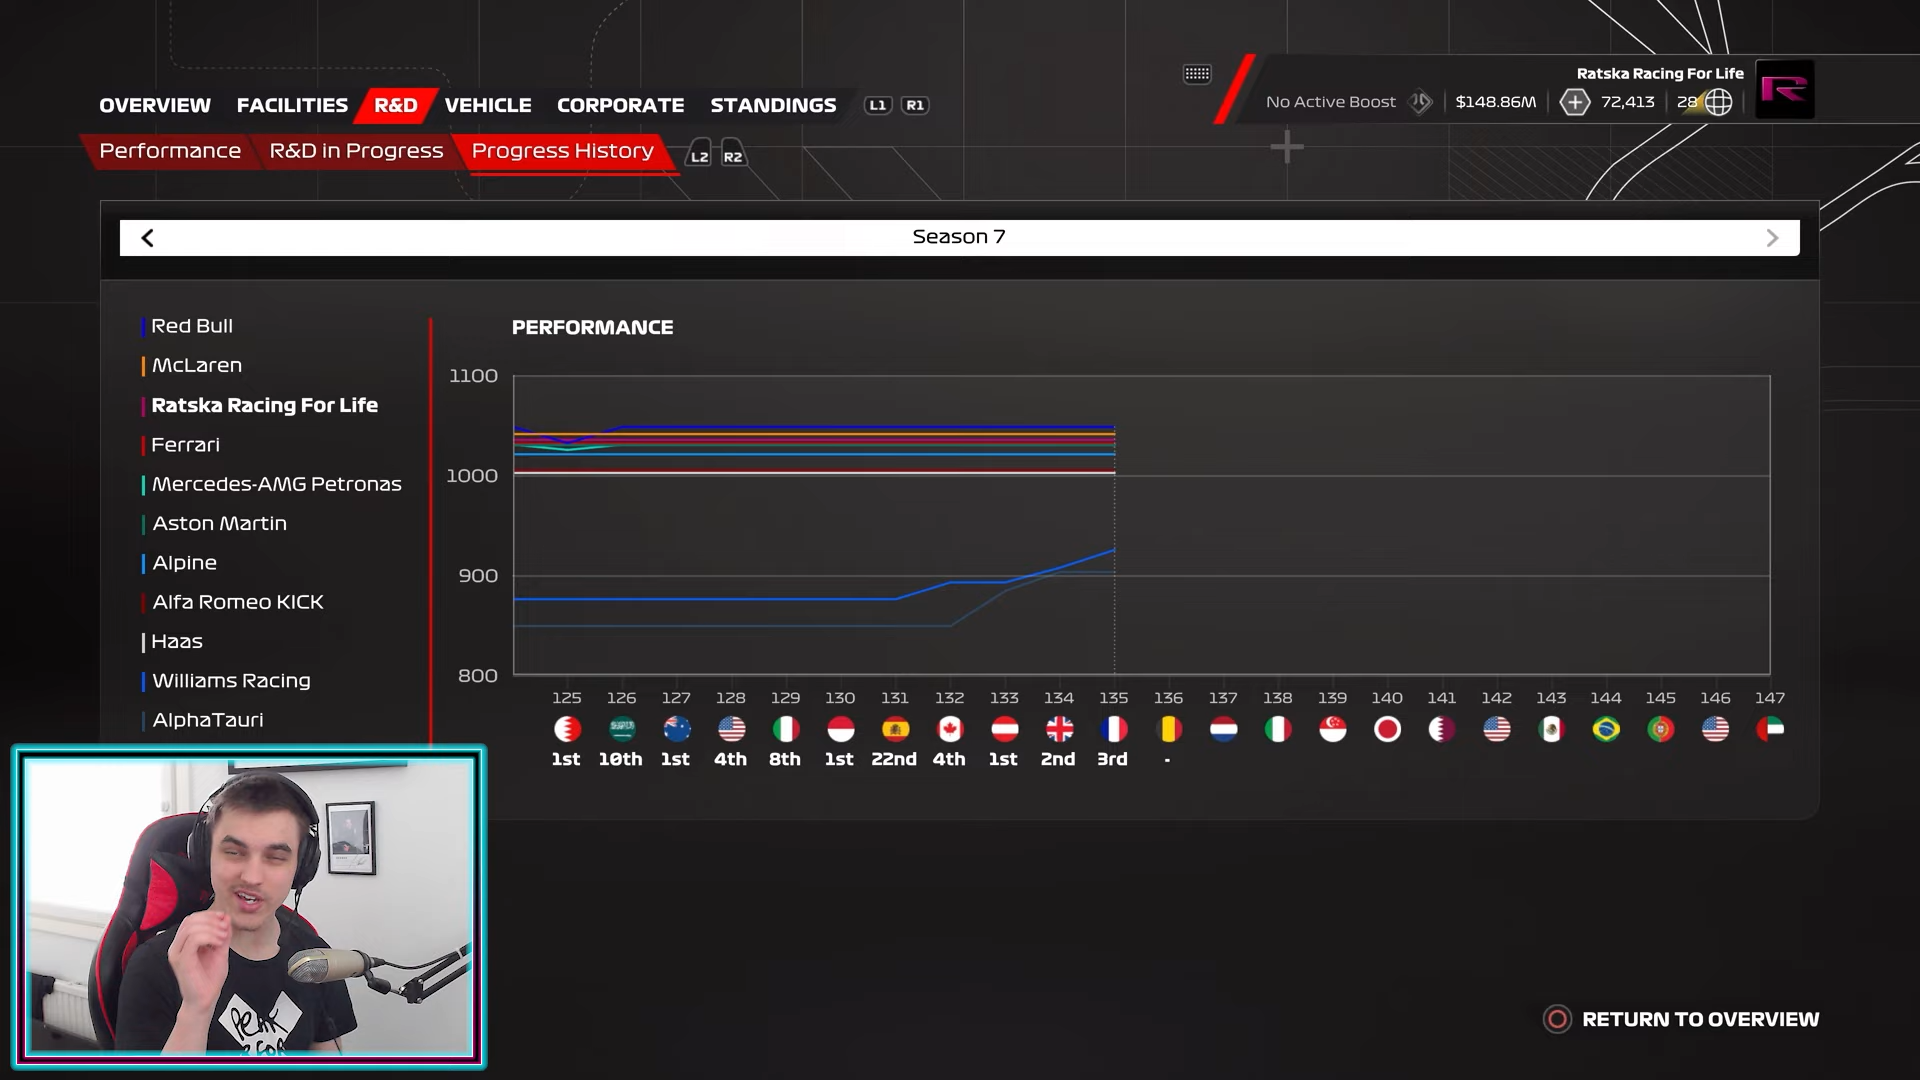 Ratska Racing For Life
OVERVIEW FACILITIES R&D VEHICLE CORPORATE STANDINGS L1 R1
No Active Boost $148.86M 72,413 28
Performance R&D in Progress Progress History L2 R2
Season 7
Red Bull
McLaren
Ratska Racing For Life
Ferrari
Mercedes-AMG Petronas
Aston Martin
Alpine
Alfa Romeo KICK
Haas
Williams Racing
AlphaTauri
PERFORMANCE
1100
1000
900
800
125 126 127 128 129 130 131 132 133 134 135 136 137 138 139 140 141 142 143 144 145 146 147
1st 10th 1st 4th 8th 1st 22nd 4th 1st 2nd 3rd -
PEAK
RETURN TO OVERVIEW